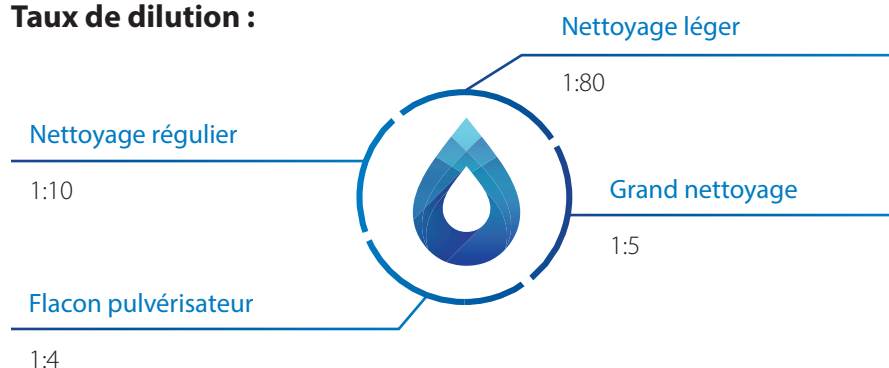 Taux de dilution :
Nettoyage léger
1:80
Nettoyage régulier
1:10
Grand nettoyage
1:5
Flacon pulvérisateur
1:4